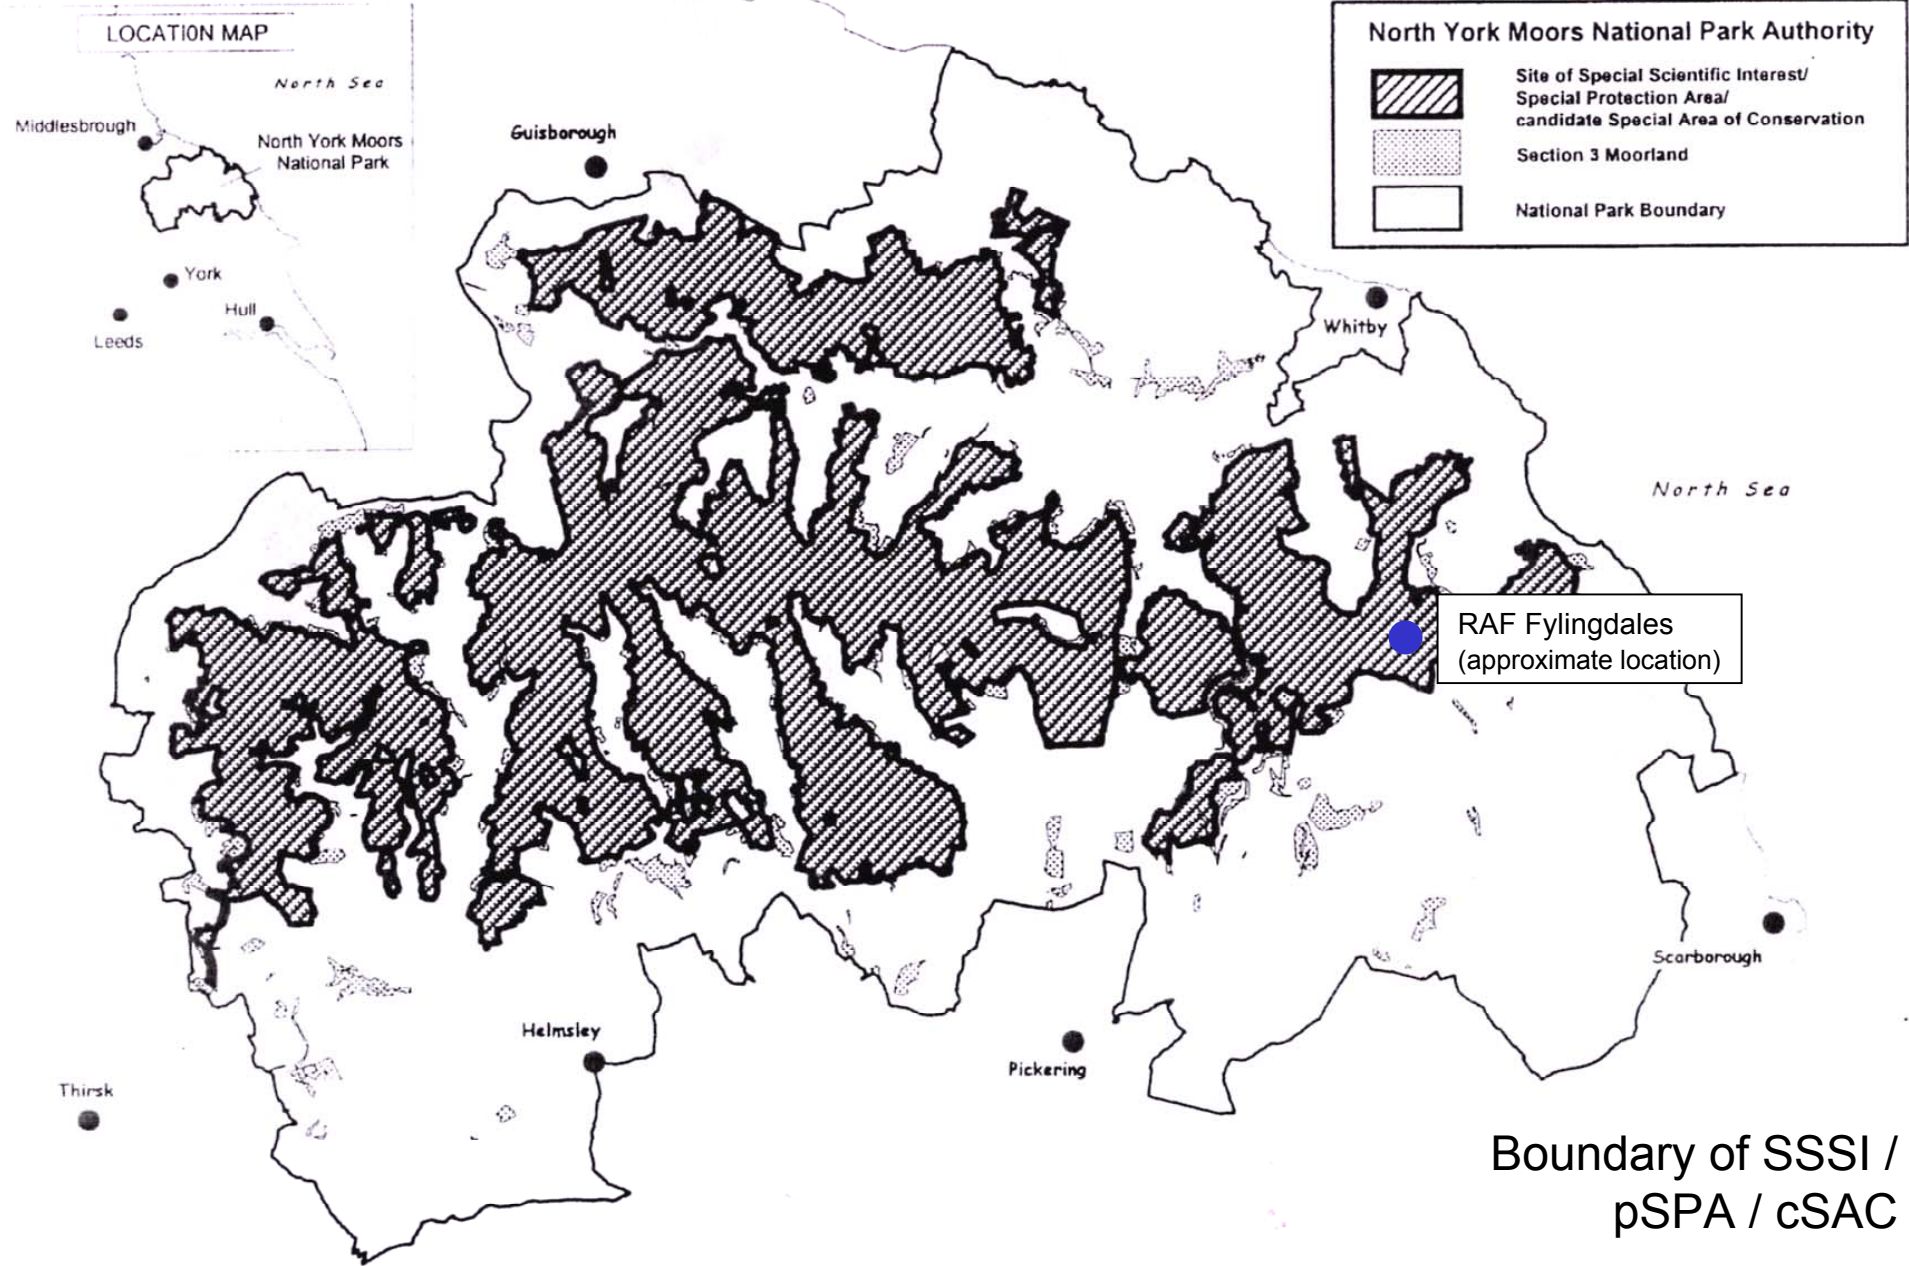 LOCATION MAP
North Sea
Middlesbrough
North York Moors
National Park
York
Hull
Leeds
North York Moors National Park Authority
Site of Special Scientific Interest/
Special Protection Area/
candidate Special Area of Conservation
Section 3 Moorland
National Park Boundary
Guisborough
Whitby
North Sea
RAF Fylingdales
(approximate location)
Scarborough
Helmsley
Pickering
Thirsk
Boundary of SSSI /
pSPA / cSAC